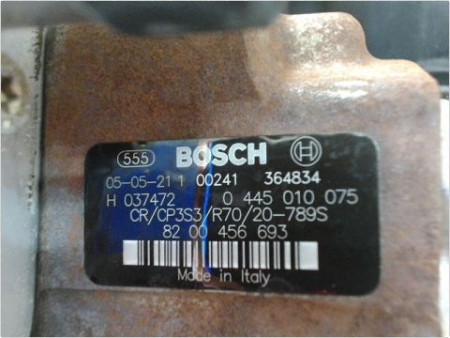 555 BOSCH H
05-05-21 1 00241 364834
H 037472 0 445 010 075
CR/CP3S3/R70/20-789S
82 00 456 693
Made in Italy